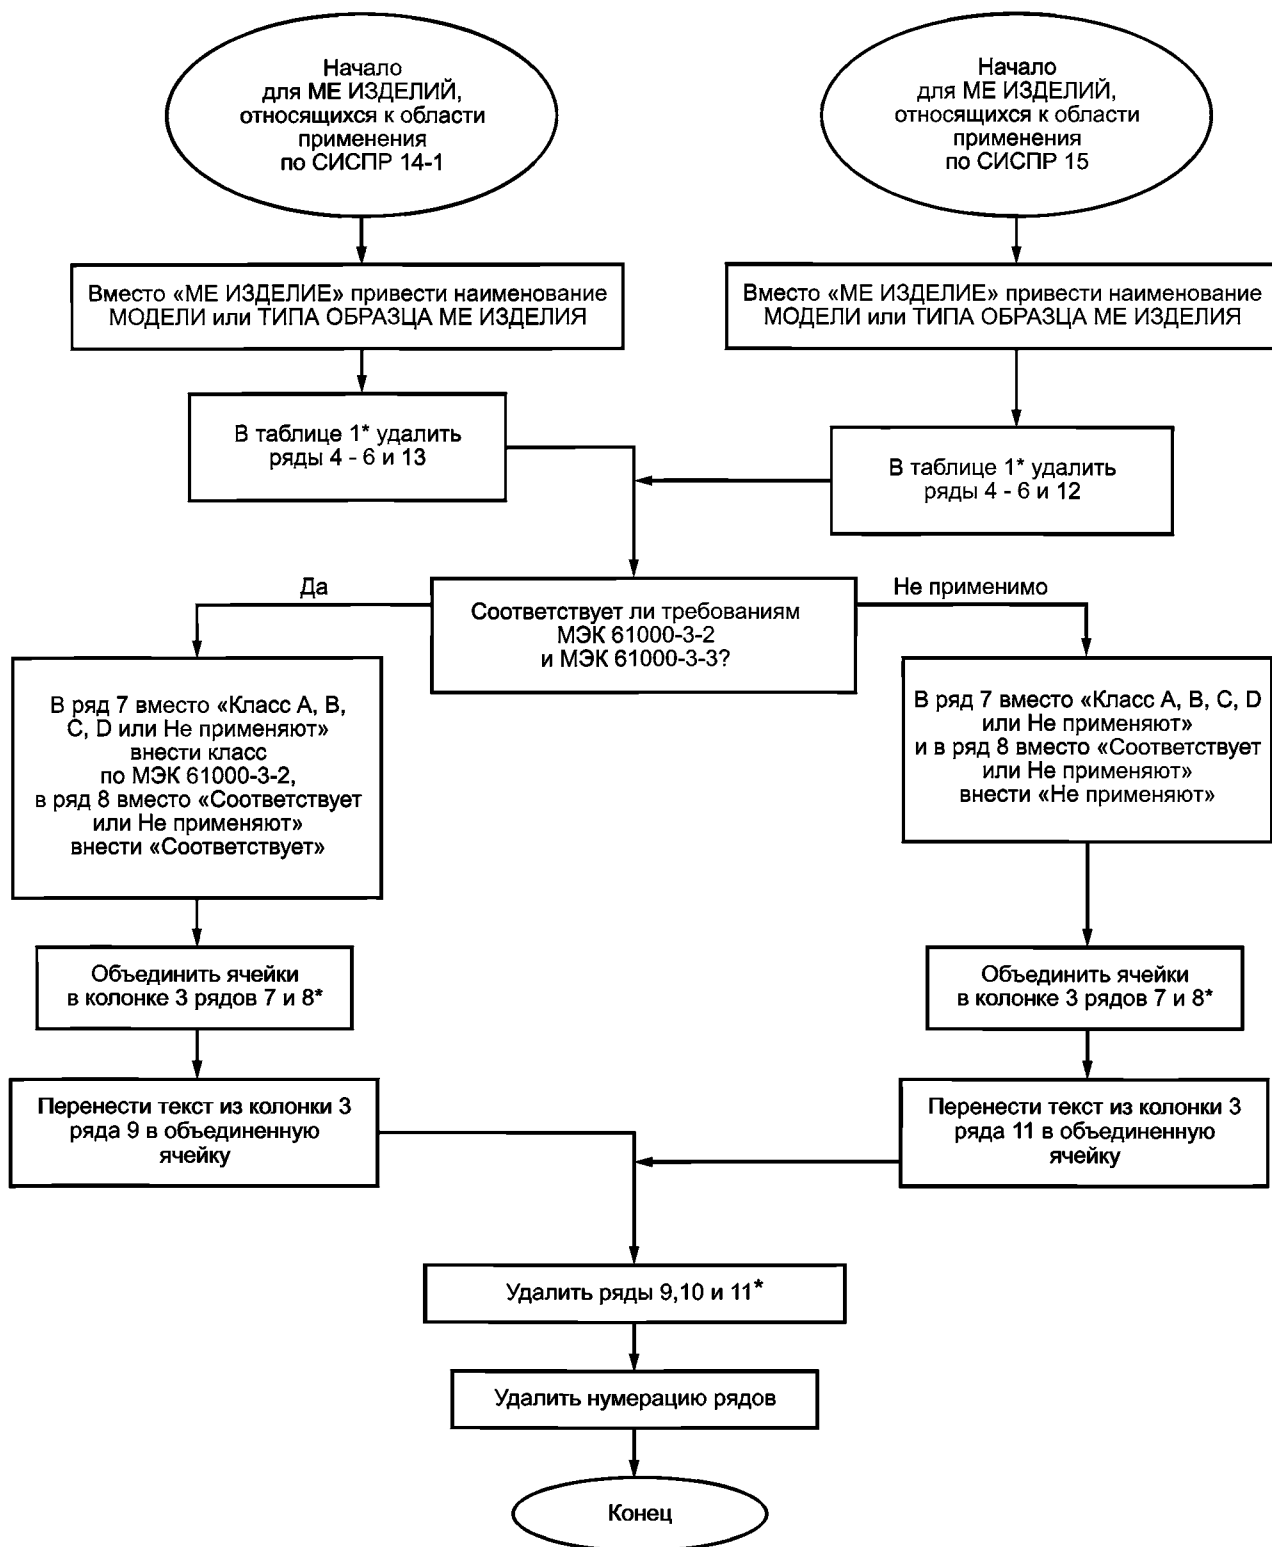 Начало
для МЕ ИЗДЕЛИЙ,
относящихся к области
применения
по СИСПР 14-1
Начало
для МЕ ИЗДЕЛИЙ,
относящихся к области
применения
по СИСПР 15
Вместо «МЕ ИЗДЕЛИЕ» привести наименование
МОДЕЛИ или ТИПА ОБРАЗЦА МЕ ИЗДЕЛИЯ
Вместо «МЕ ИЗДЕЛИЕ» привести наименование
МОДЕЛИ или ТИПА ОБРАЗЦА МЕ ИЗДЕЛИЯ
В таблице 1* удалить
ряды 4 - 6 и 13
В таблице 1* удалить
ряды 4 - 6 и 12
Да
Соответствует ли требованиям
МЭК 61000-3-2
и МЭК 61000-3-3?
Не применимо
В ряд 7 вместо «Класс А, В,
С, D или Не применяют»
внести класс
по МЭК 61000-3-2,
в ряд 8 вместо «Соответствует
или Не применяют»
внести «Соответствует»
В ряд 7 вместо «Класс А, В, С, D
или Не применяют»
и в ряд 8 вместо «Соответствует
или Не применяют»
внести «Не применяют»
Объединить ячейки
в колонке 3 рядов 7 и 8*
Объединить ячейки
в колонке 3 рядов 7 и 8*
Перенести текст из колонки 3
ряда 9 в объединенную
ячейку
Перенести текст из колонки 3
ряда 11 в объединенную
ячейку
Удалить ряды 9,10 и 11*
Удалить нумерацию рядов
Конец